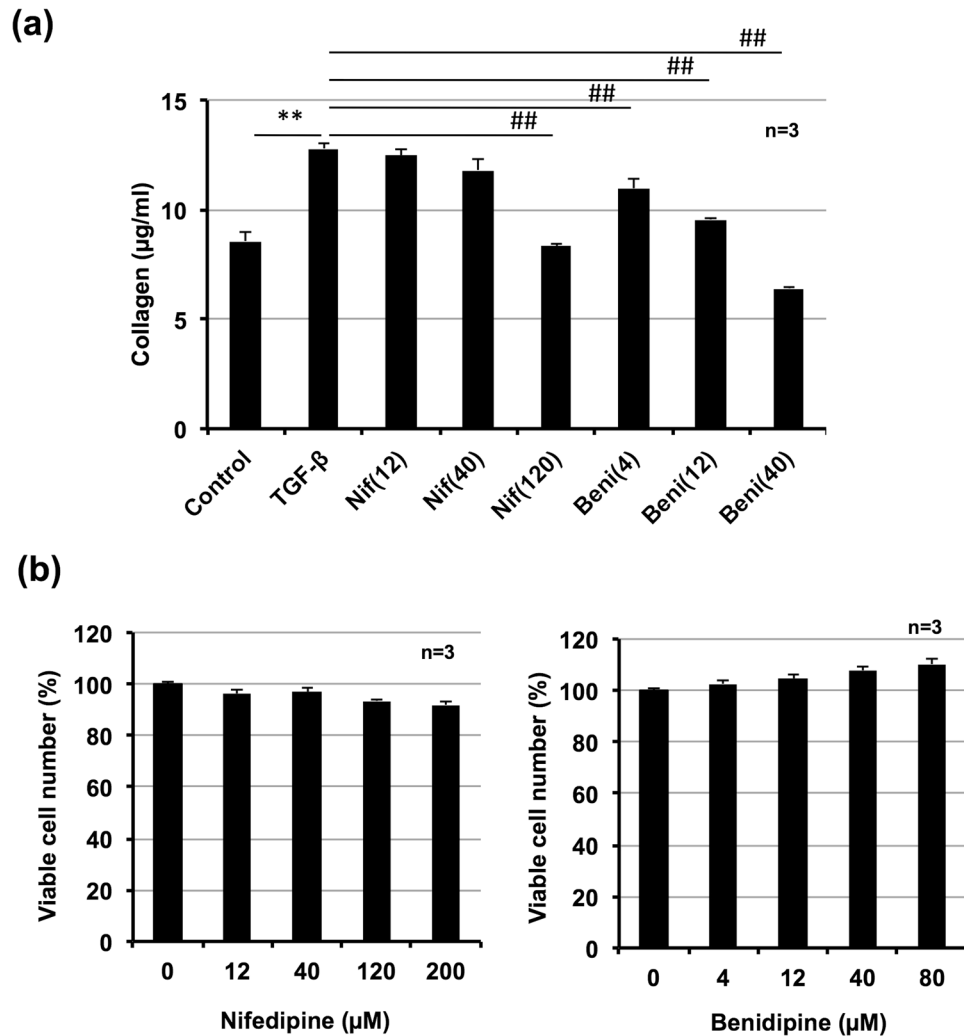 (a)
##
##
##
** ##
15
n=3
10
5
0
Collagen (µg/ml)
Control
TGF-β
Nif(12)
Nif(40)
Nif(120)
Beni(4)
Beni(12)
Beni(40)
(b)
120
100
80
60
40
20
0
n=3
Viable cell number (%)
0 12 40 120 200
Nifedipine (µM)
120
100
80
60
40
20
0
n=3
Viable cell number (%)
0 4 12 40 80
Benidipine (µM)